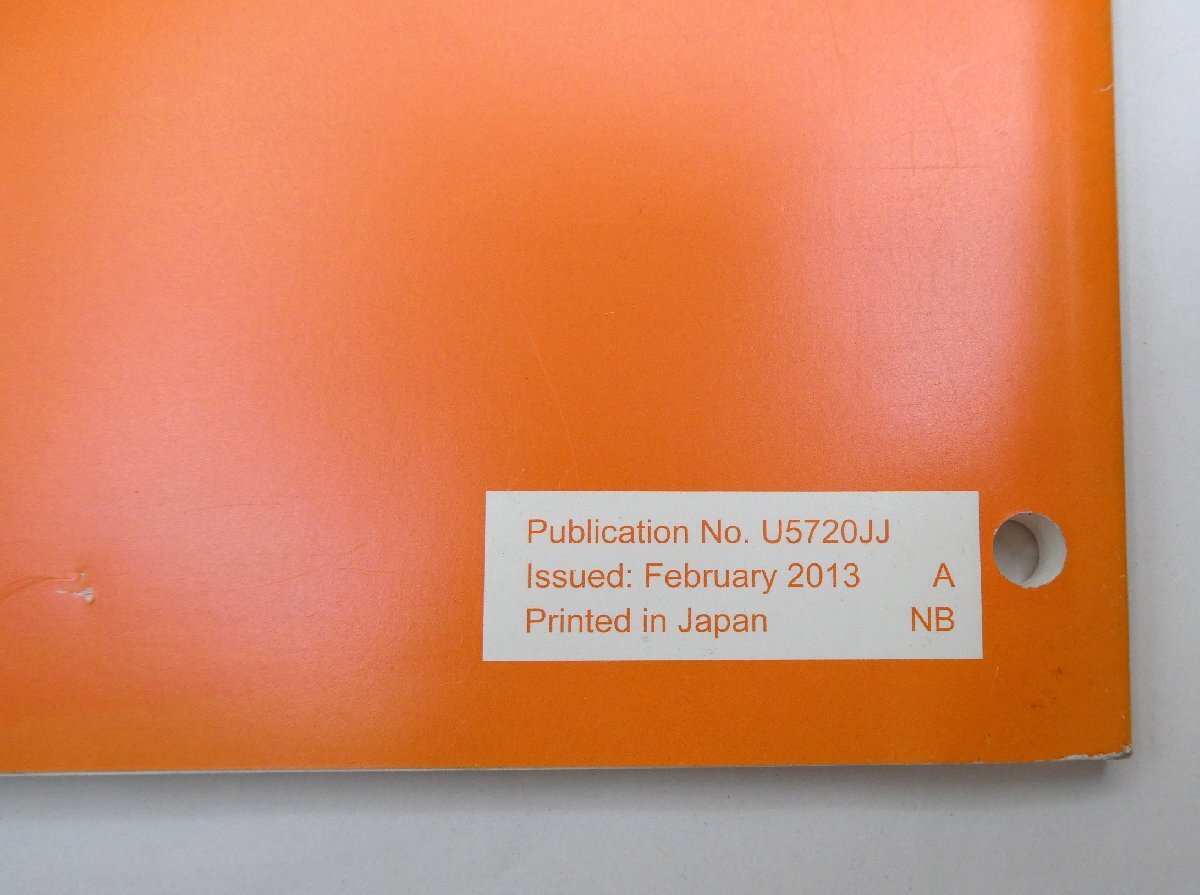 Publication No. U5720JJ
Issued: February 2013 A
Printed in Japan NB